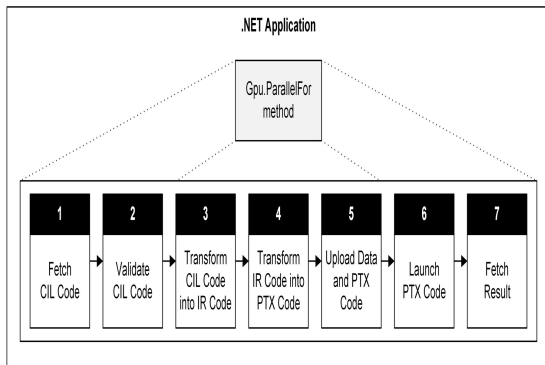 .NET Application
Gpu.ParallelFor
method
1
Fetch
CIL Code
2
Validate
CIL Code
3
Transform
CIL Code
into IR Code
4
Transform
IR Code into
PTX Code
5
Upload Data
and PTX
Code
6
Launch
PTX Code
7
Fetch
Result